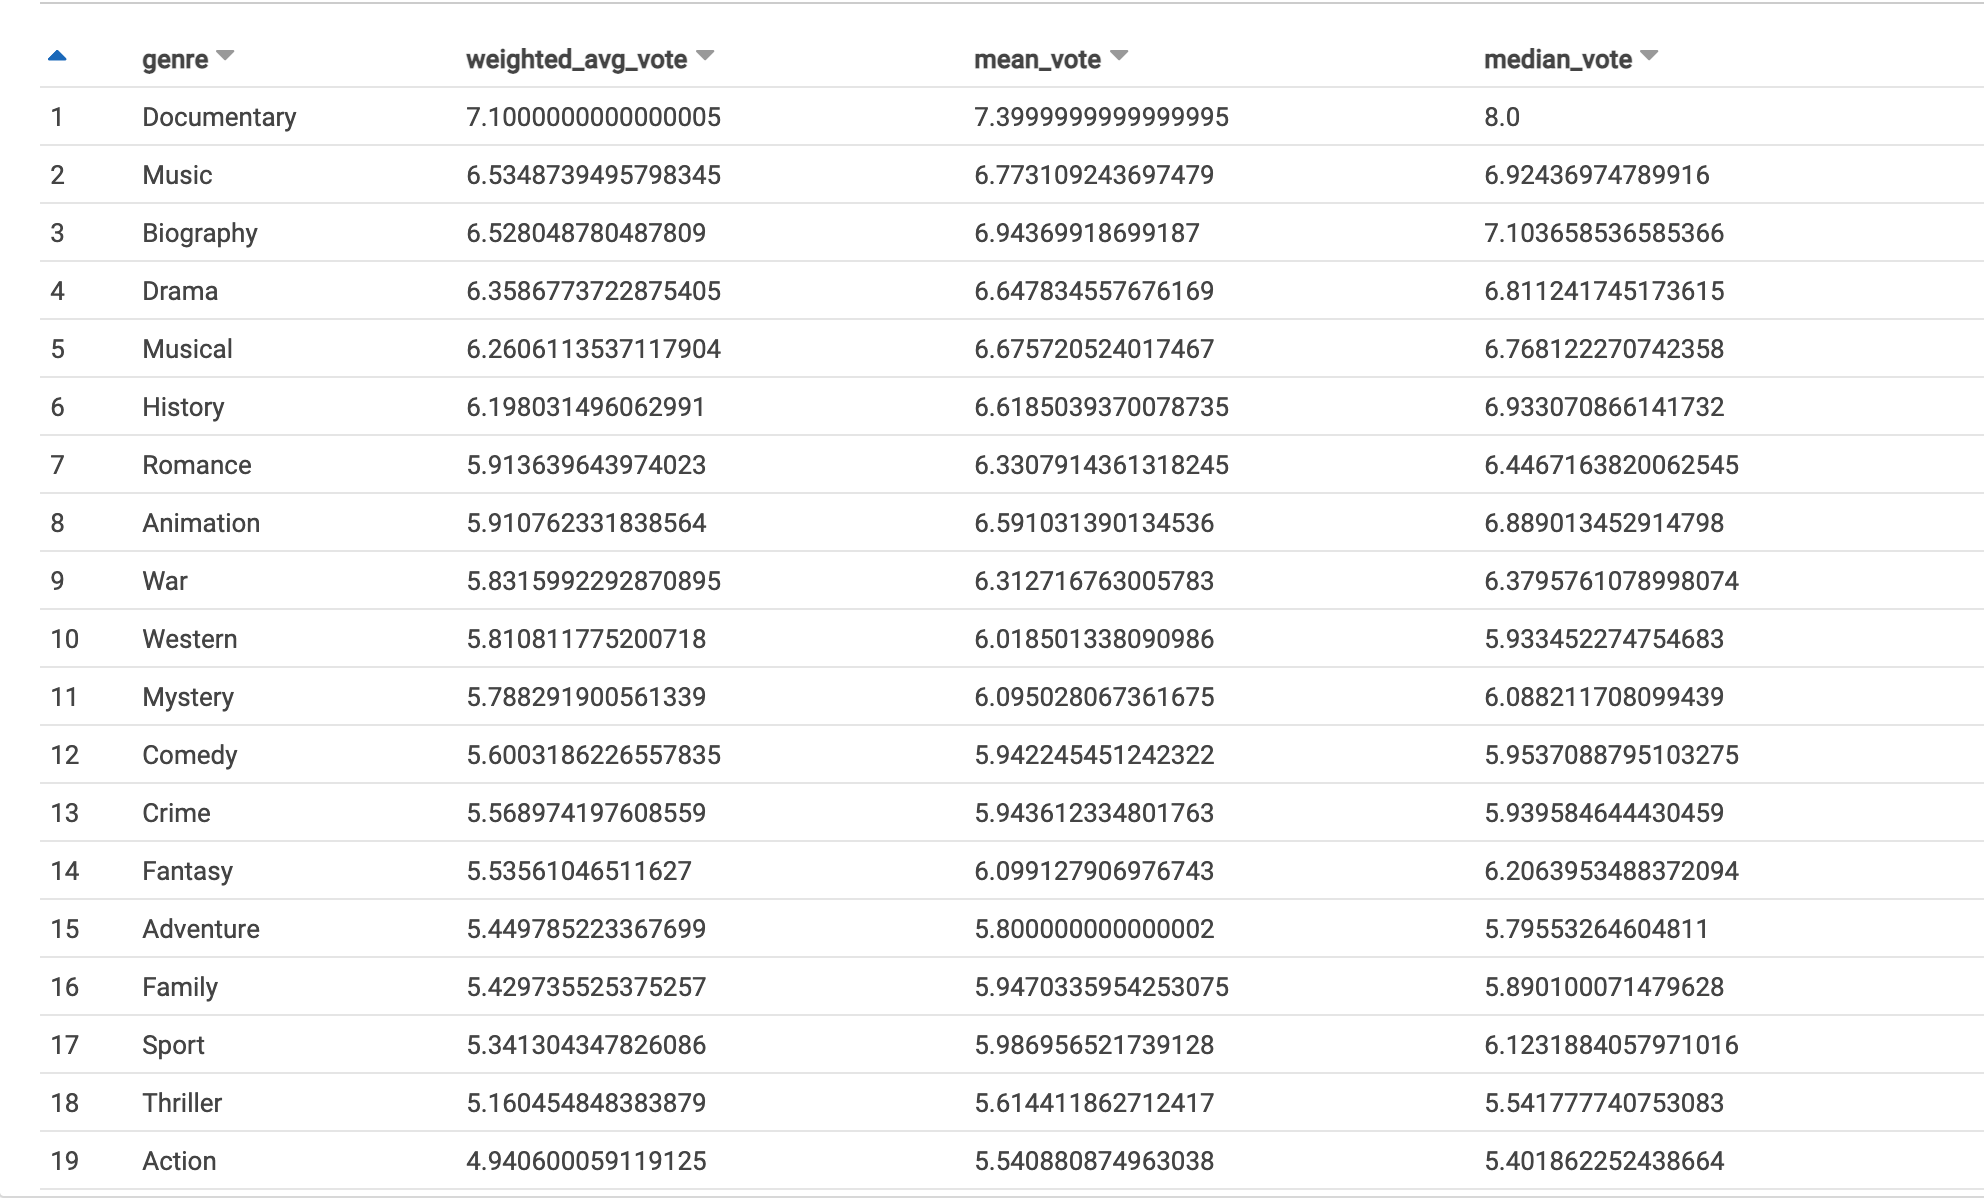 genre weighted_avg_vote mean_vote median_vote
1 Documentary 7.1000000000000005 7.3999999999999995 8.0
2 Music 6.5348739495798345 6.773109243697479 6.92436974789916
3 Biography 6.528048780487809 6.94369918699187 7.103658536585366
4 Drama 6.3586773722875405 6.647834557676169 6.811241745173615
5 Musical 6.2606113537117904 6.675720524017467 6.768122270742358
6 History 6.198031496062991 6.6185039370078735 6.933070866141732
7 Romance 5.913639643974023 6.3307914361318245 6.4467163820062545
8 Animation 5.910762331838564 6.591031390134536 6.889013452914798
9 War 5.8315992292870895 6.312716763005783 6.3795761078998074
10 Western 5.810811775200718 6.018501338090986 5.933452274754683
11 Mystery 5.788291900561339 6.095028067361675 6.088211708099439
12 Comedy 5.6003186226557835 5.942245451242322 5.9537088795103275
13 Crime 5.568974197608559 5.943612334801763 5.939584644430459
14 Fantasy 5.53561046511627 6.099127906976743 6.2063953488372094
15 Adventure 5.449785223367699 5.800000000000002 5.79553264604811
16 Family 5.429735525375257 5.9470335954253075 5.890100071479628
17 Sport 5.341304347826086 5.986956521739128 6.1231884057971016
18 Thriller 5.160454848383879 5.614411862712417 5.541777740753083
19 Action 4.940600059119125 5.540880874963038 5.401862252438664